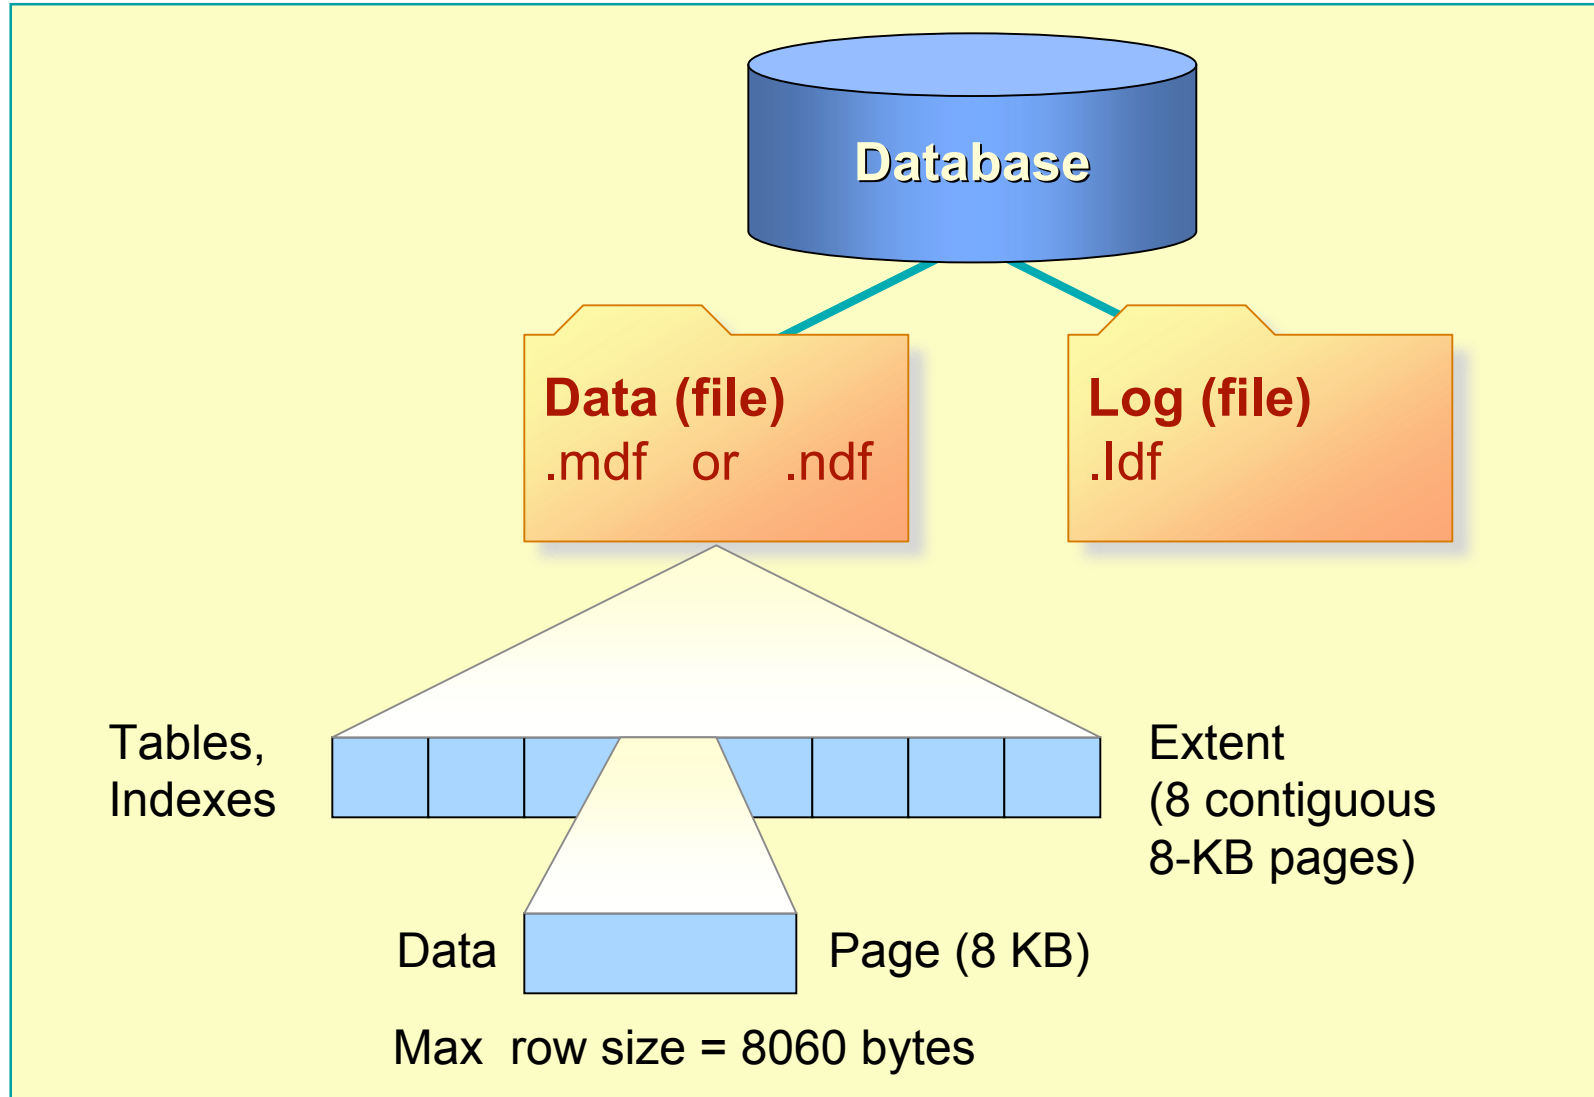 Database
Data (file)
.mdf or .ndf
Log (file)
.ldf
Tables,
Indexes
Extent
(8 contiguous
8-KB pages)
Data
Page (8 KB)
Max row size = 8060 bytes